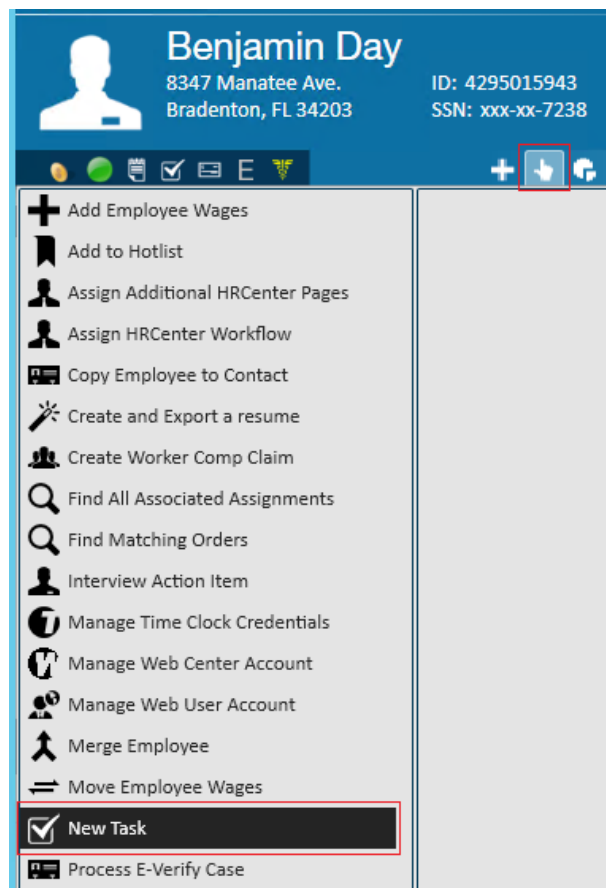 Benjamin Day
8347 Manatee Ave.
Bradenton, FL 34203
ID: 4295015943
SSN: xxx-xx-7238
E
Add Employee Wages
Add to Hotlist
Assign Additional HRCenter Pages
Assign HRCenter Workflow
Copy Employee to Contact
Create and Export a resume
Create Worker Comp Claim
Find All Associated Assignments
Find Matching Orders
Interview Action Item
Manage Time Clock Credentials
Manage Web Center Account
Manage Web User Account
Merge Employee
Move Employee Wages
New Task
Process E-Verify Case